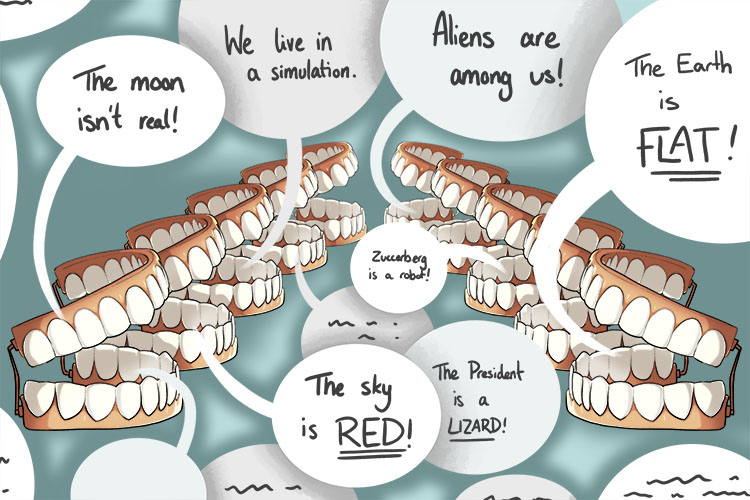 We live in
a simulation.
Aliens are
among us!
The Earth
is
FLAT!
The moon
isn't real!
Zuccerberg
is a robot!
The sky
is RED!
The President
is a
LIZARD!